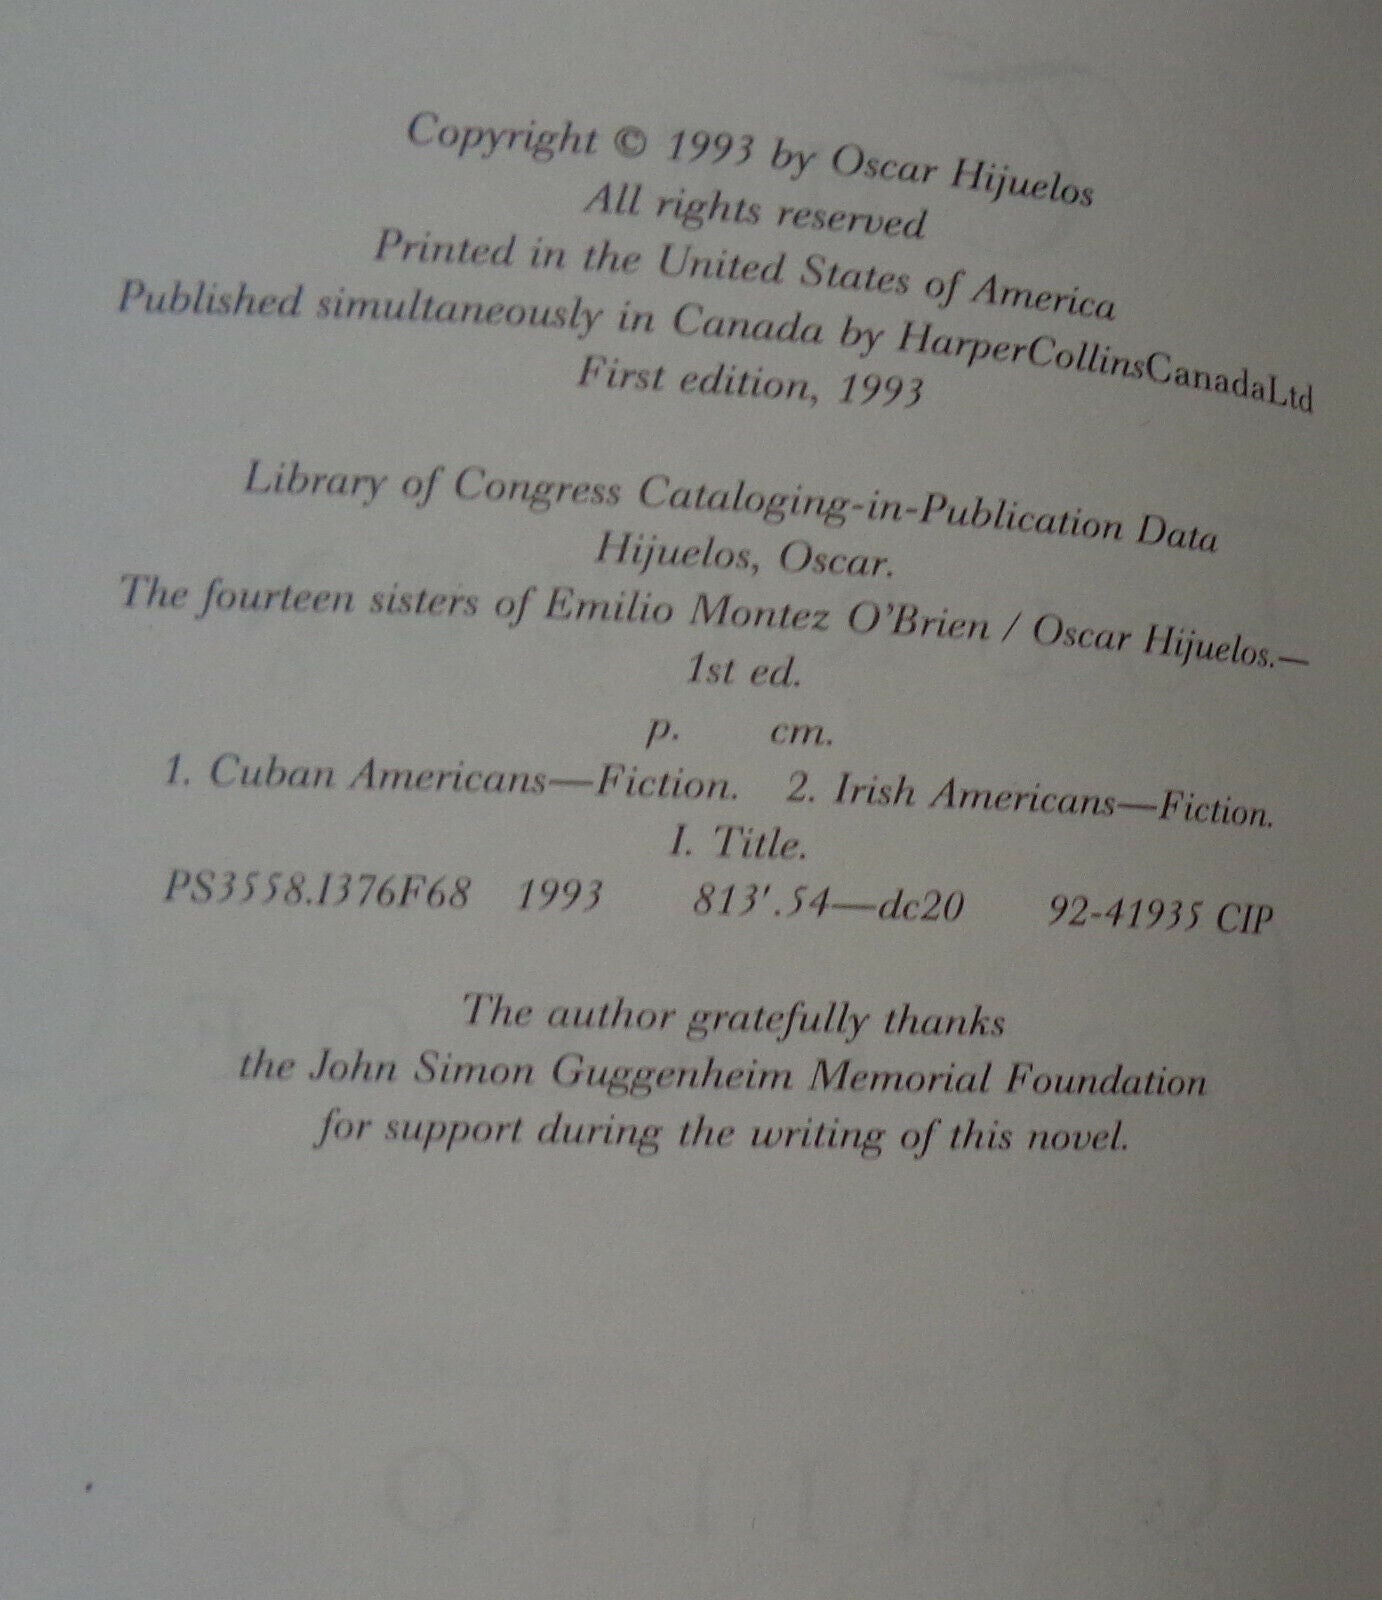 Copyright © 1993 by Oscar Hijuelos
All rights reserved
Printed in the United States of America
Published simultaneously in Canada by HarperCollinsCanadaLtd
First edition, 1993
Library of Congress Cataloging-in-Publication Data
Hijuelos, Oscar.
The fourteen sisters of Emilio Montez O'Brien / Oscar Hijuelos.—
1st ed.
p. cm.
1. Cuban Americans—Fiction. 2. Irish Americans—Fiction.
I. Title.
PS3558.I376F68 1993 813'.54—dc20 92-41935 CIP
The author gratefully thanks
the John Simon Guggenheim Memorial Foundation
for support during the writing of this novel.